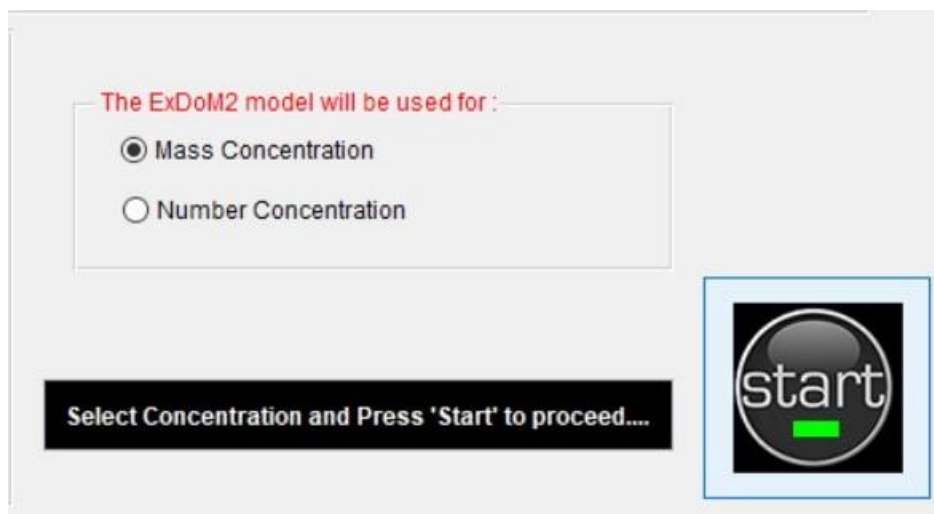 The ExDoM2 model will be used for :
Mass Concentration
Number Concentration
Select Concentration and Press 'Start' to proceed....
start